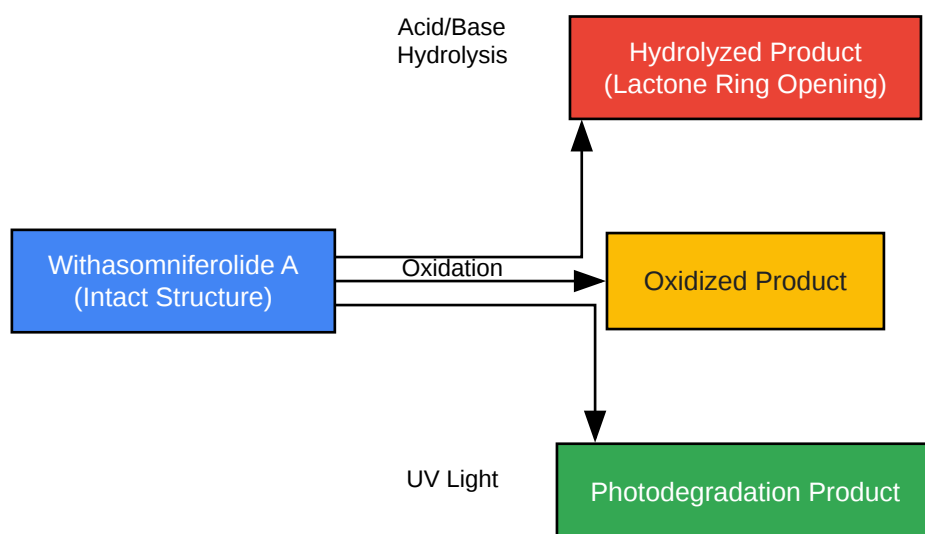 Acid/Base
Hydrolysis
Hydrolyzed Product
(Lactone Ring Opening)
Withasomniferolide A
(Intact Structure)
Oxidation
Oxidized Product
UV Light
Photodegradation Product